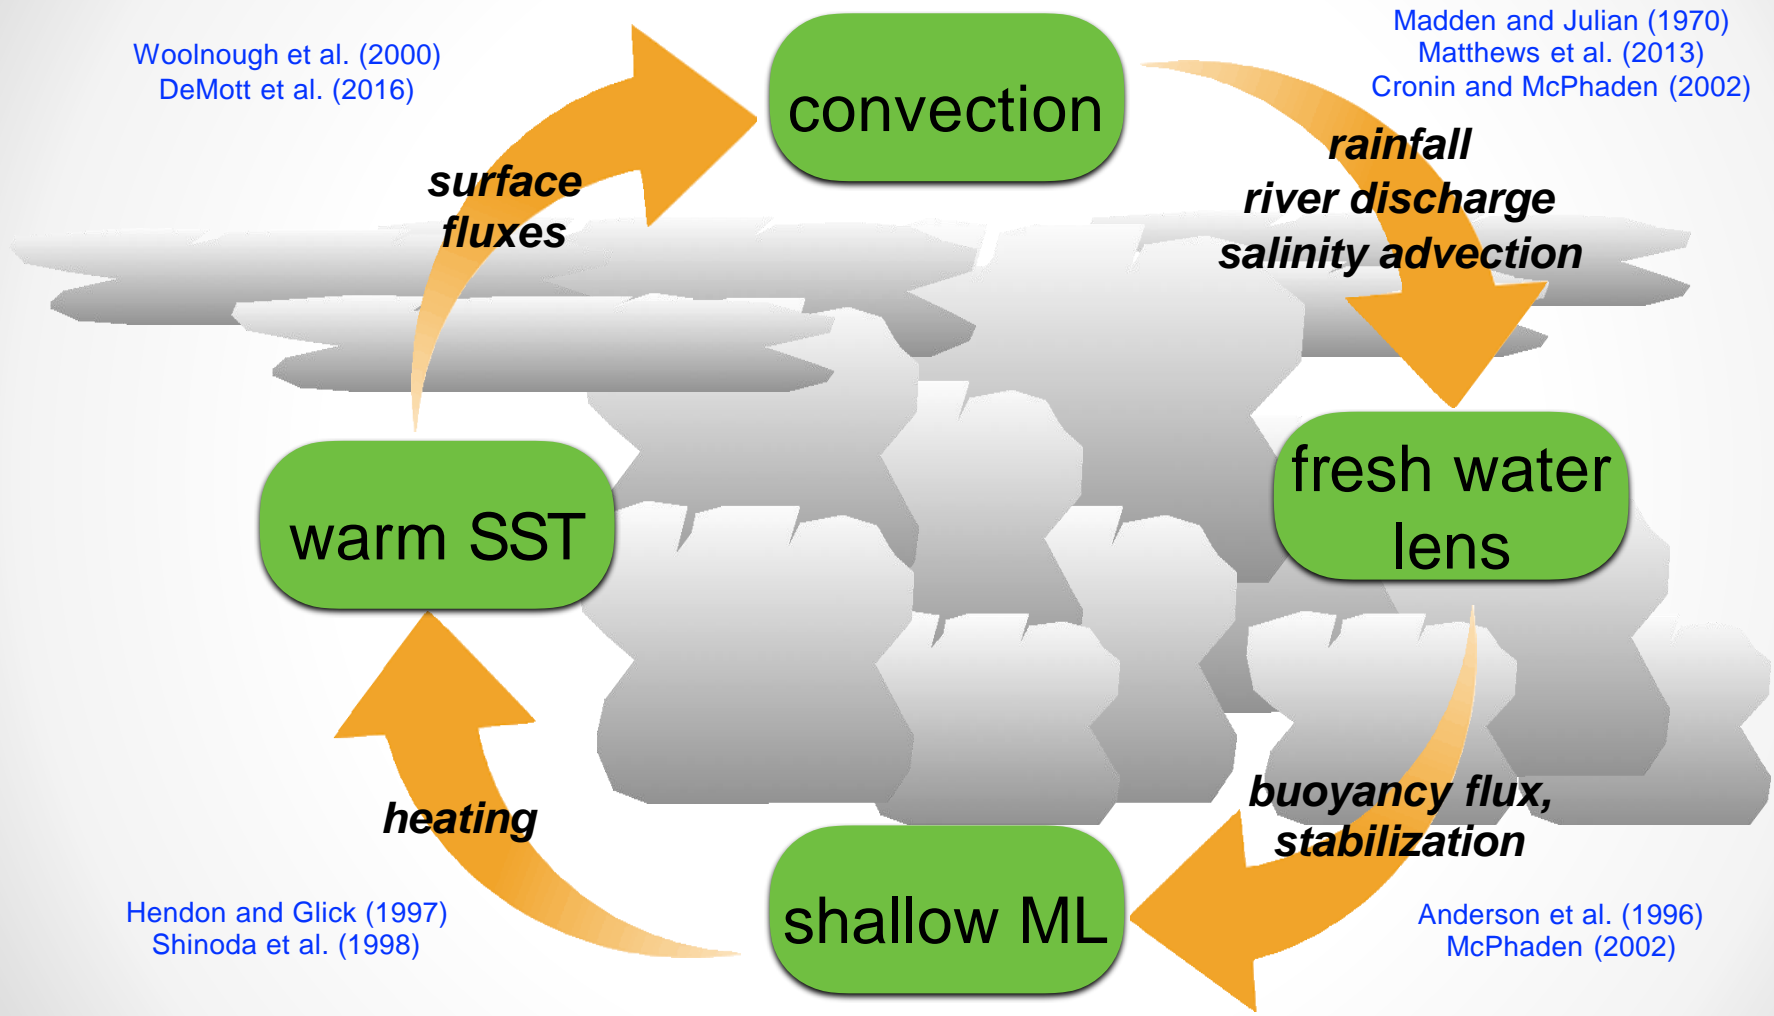 Woolnough et al. (2000)
DeMott et al. (2016)
convection
Madden and Julian (1970)
Matthews et al. (2013)
Cronin and McPhaden (2002)
surface
fluxes
rainfall
river discharge
salinity advection
warm SST
fresh water
lens
heating
buoyancy flux,
stabilization
shallow ML
Hendon and Glick (1997)
Shinoda et al. (1998)
Anderson et al. (1996)
McPhaden (2002)